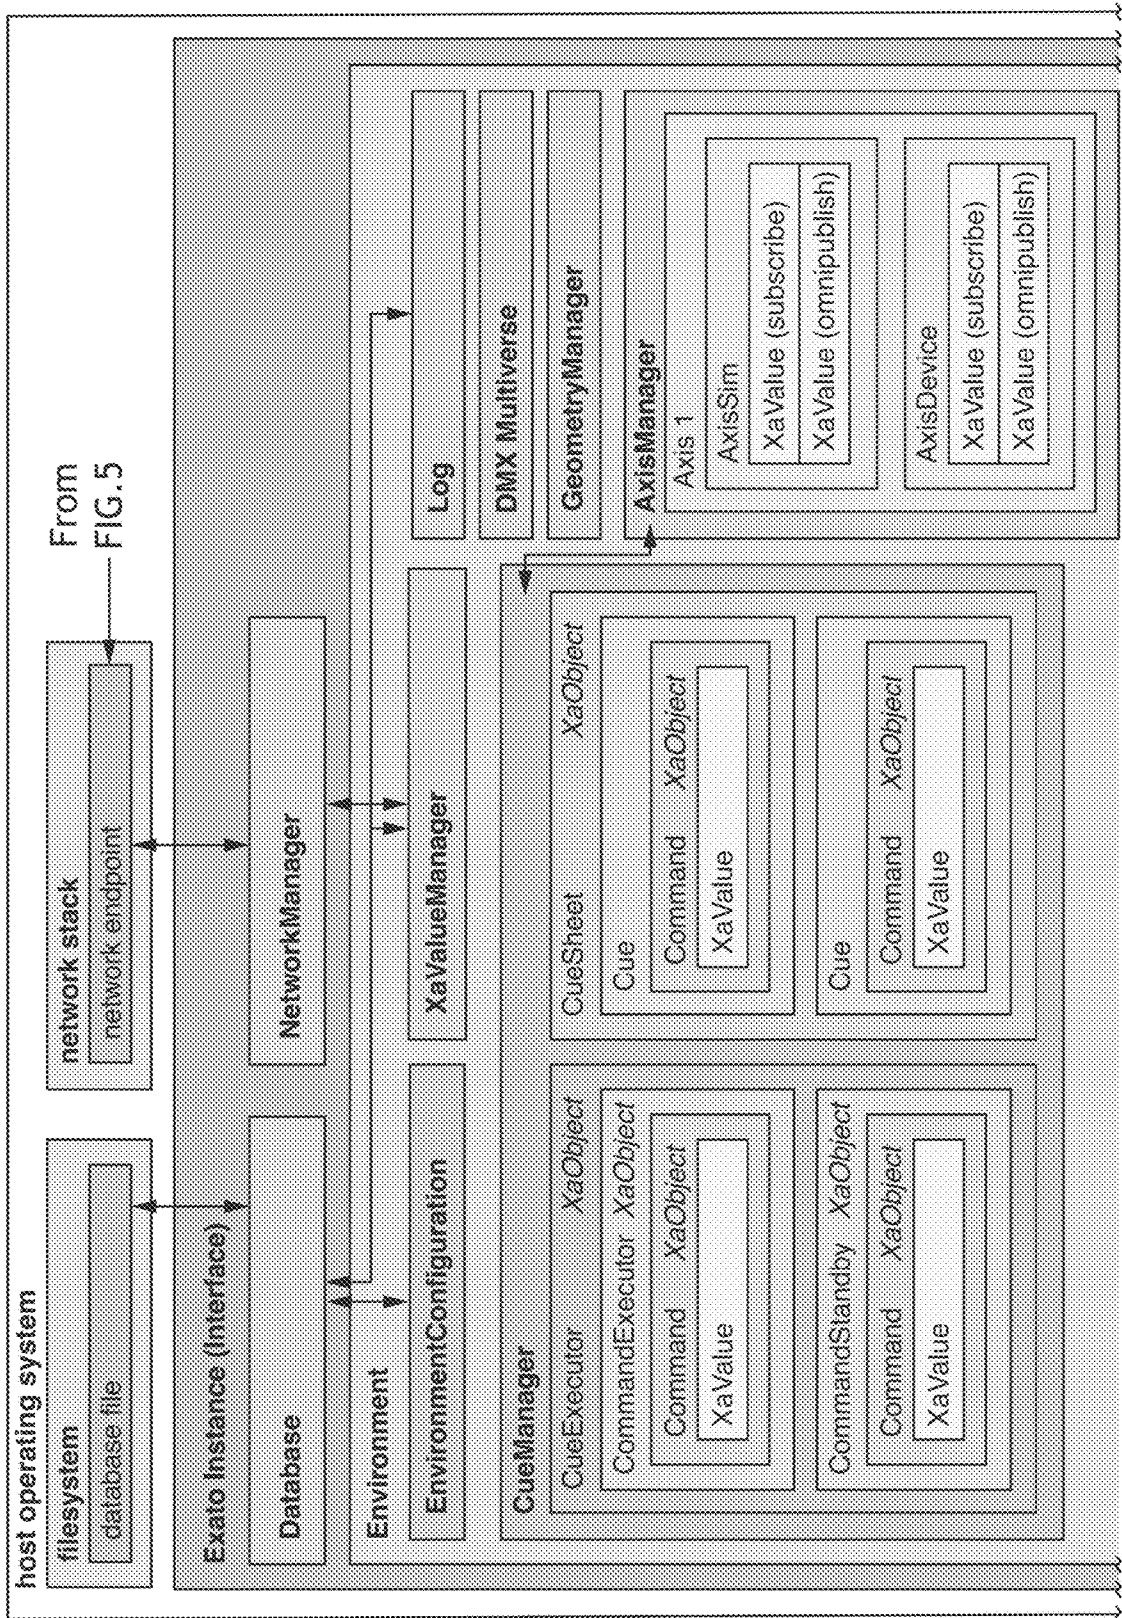 host operating system
filesystem
database file
network stack
network endpoint
From
FIG.5
Exato Instance (Interface)
Database
NetworkManager
Environment
EnvironmentConfiguration
XaValueManager
Log
DMX Multiverse
GeometryManager
CueManager
CueExecutor XaObject
CommandExecutor XaObject
Command XaObject
XaValue
CommandStandby XaObject
Command XaObject
XaValue
CueSheet XaObject
Cue
Command XaObject
XaValue
Cue
Command XaObject
XaValue
AxisManager
Axis 1
AxisSim
XaValue (subscribe)
XaValue (omnipublish)
AxisDevice
XaValue (subscribe)
XaValue (omnipublish)